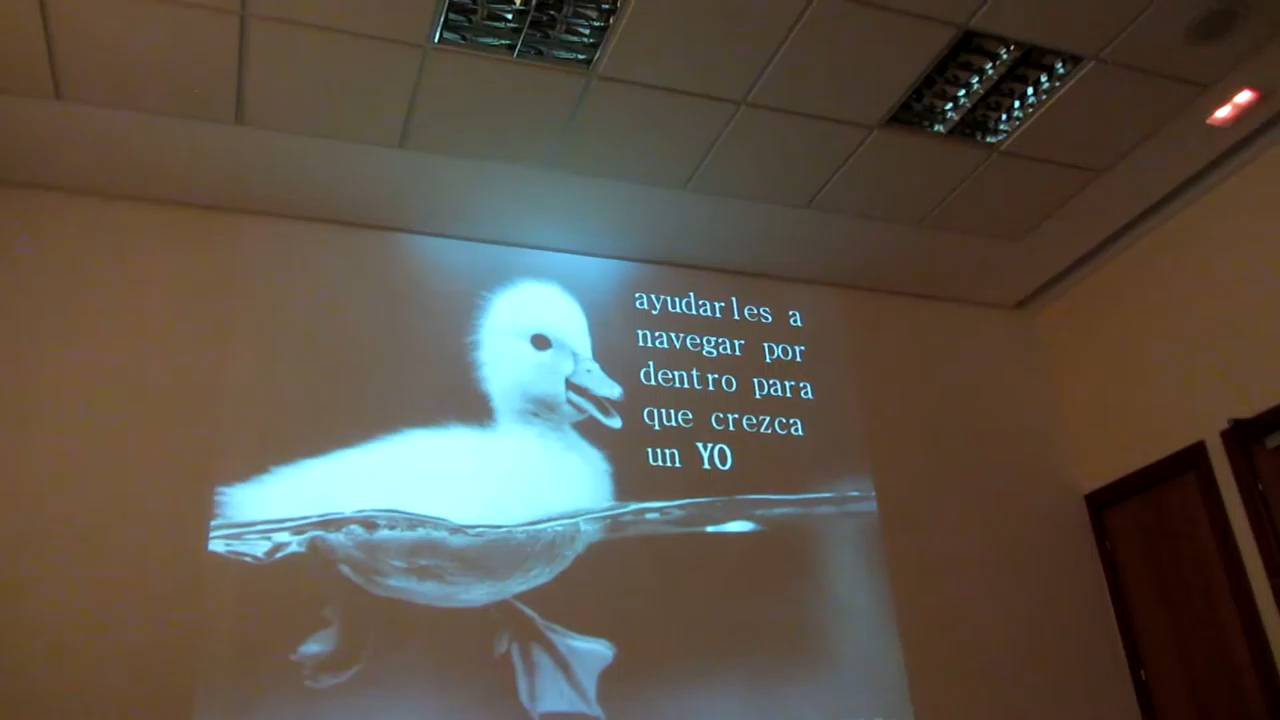 ayudarles a
navegar por
dentro para
que crezca
un YO